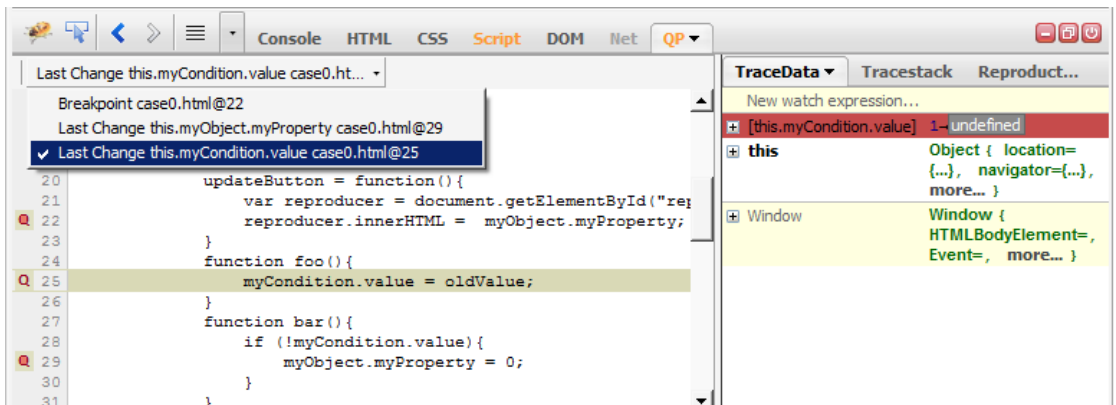 Console HTML CSS Script DOM Net QP
Last Change this.myCondition.value case0.ht...
Breakpoint case0.html@22
Last Change this.myObject.myProperty case0.html@29
Last Change this.myCondition.value case0.html@25
20 updateButton = function(){
21 var reproducer = document.getElementById("rep
Q 22 reproducer.innerHTML = myObject.myProperty;
23 }
24 function foo(){
Q 25 myCondition.value = oldValue;
26 }
27 function bar(){
28 if (!myCondition.value){
Q 29 myObject.myProperty = 0;
30 }
31 }
TraceData Tracestack Reproduct...
New watch expression...
[this.myCondition.value] 1→undefined
this Object { location=
{...}, navigator={...},
more... }
Window Window {
HTMLBodyElement=,
Event=, more... }